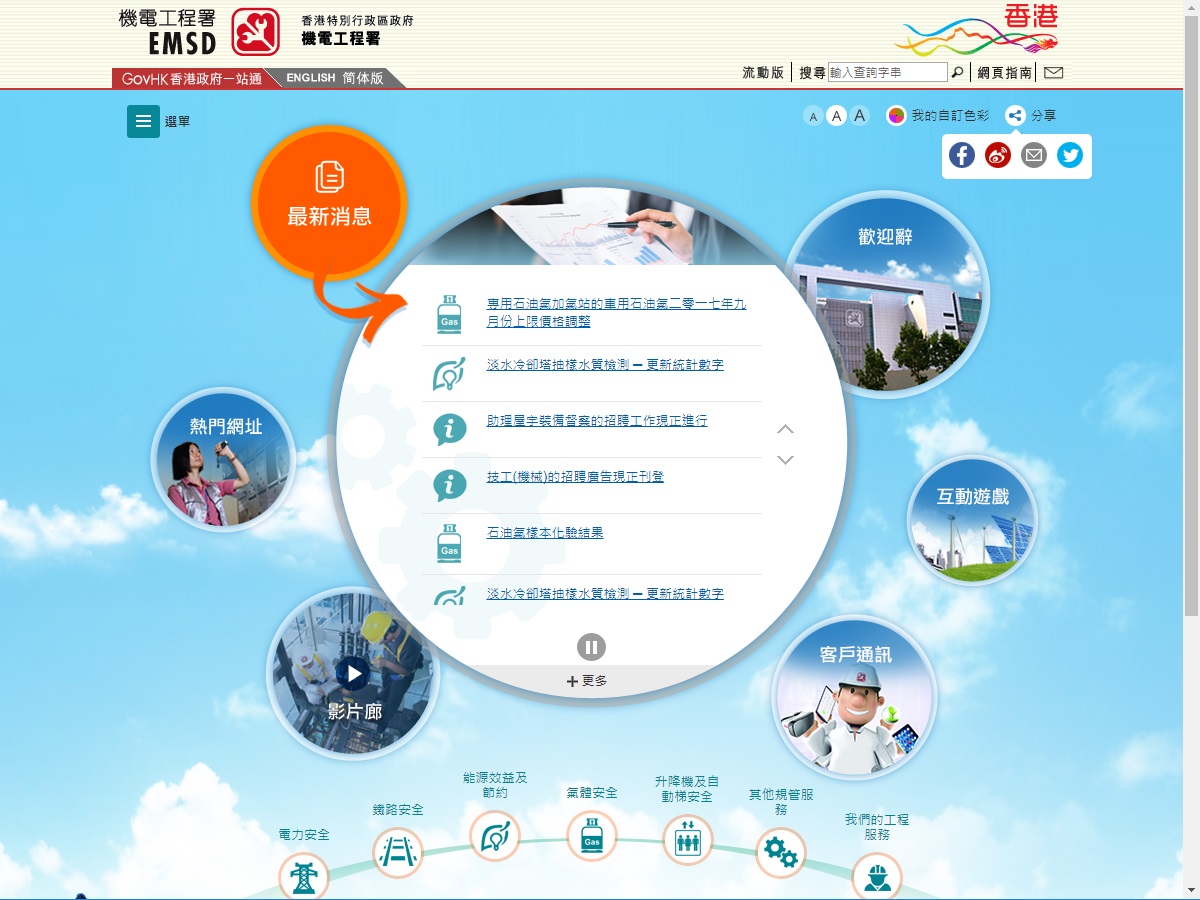 機電工程署
EMSD
香港特別行政區政府
機電工程署
香港
GovHK香港政府一站通
ENGLISH 简体版
流動版 搜尋 輸入查詢字串 網頁指南
選單
A A A 我的自訂色彩 分享
最新消息
歡迎辭
專用石油氣加氣站的車用石油氣二零一七年九
月份上限價格調整
Gas
淡水冷卻塔抽樣水質檢測 ─ 更新統計數字
助理屋宇裝備督察的招聘工作現正進行
技工(機械)的招聘廣告現正刊登
石油氣樣本化驗結果
Gas
淡水冷卻塔抽樣水質檢測 ─ 更新統計數字
更多
熱門網址
互動遊戲
影片廊
客戶通訊
電力安全
鐵路安全
能源效益及
節約
氣體安全
Gas
升降機及自
動梯安全
其他規管服
務
我們的工程
服務